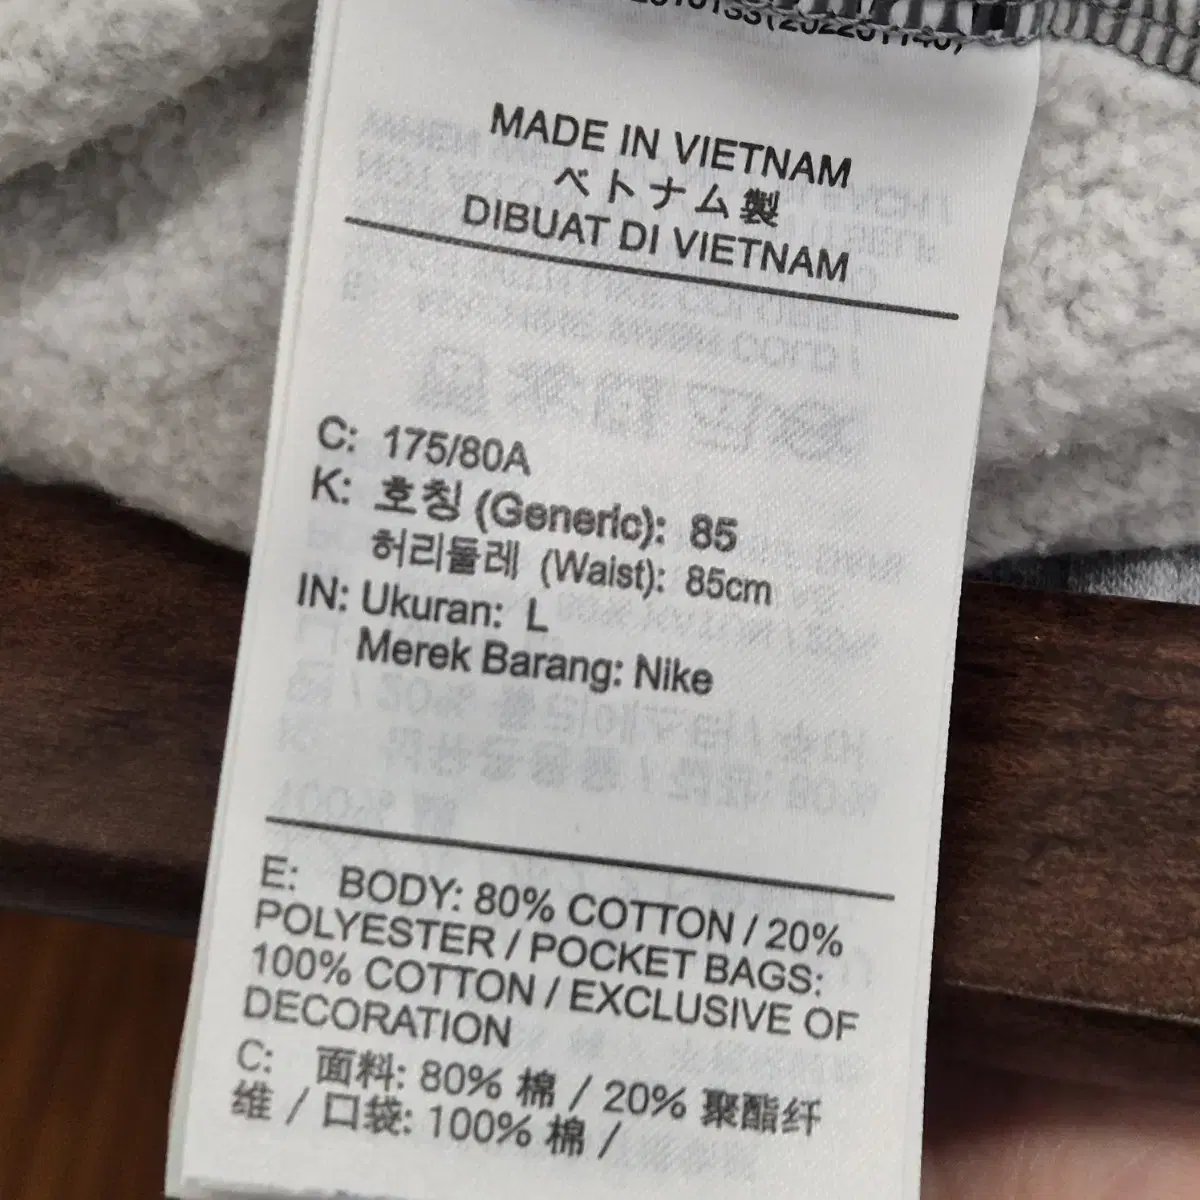 MADE IN VIETNAM
ベトナム製
DIBUAT DI VIETNAM
C: 175/80A
K: 호칭 (Generic): 85
허리둘레 (Waist): 85cm
IN: Ukuran: L
Merek Barang: Nike
E: BODY: 80% COTTON / 20%
POLYESTER / POCKET BAGS:
100% COTTON / EXCLUSIVE OF
DECORATION
C: 面料: 80% 棉 / 20% 聚酯纤
维 / 口袋: 100% 棉 /